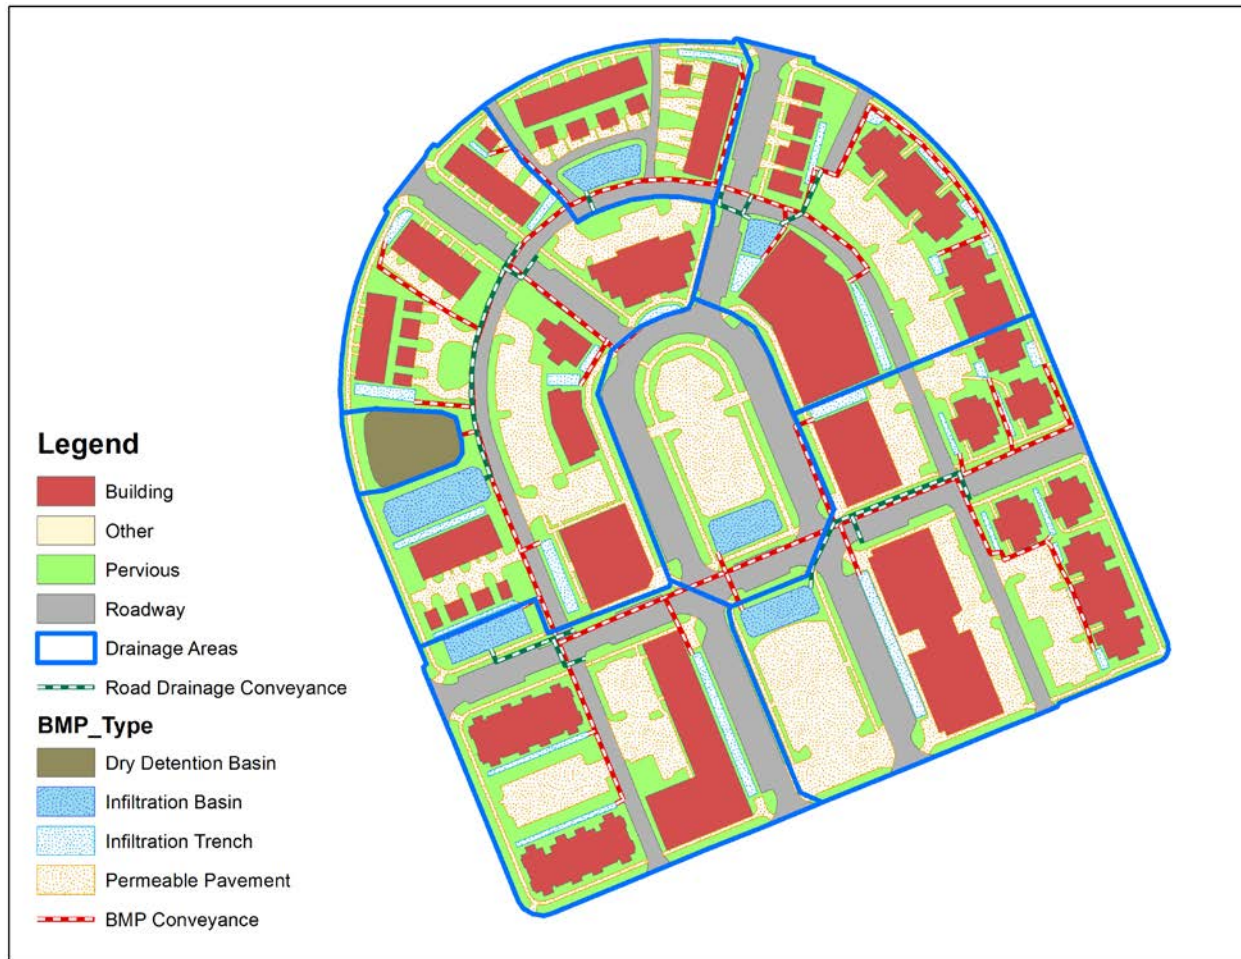 Legend
Building
Other
Pervious
Roadway
Drainage Areas
Road Drainage Conveyance
BMP_Type
Dry Detention Basin
Infiltration Basin
Infiltration Trench
Permeable Pavement
BMP Conveyance